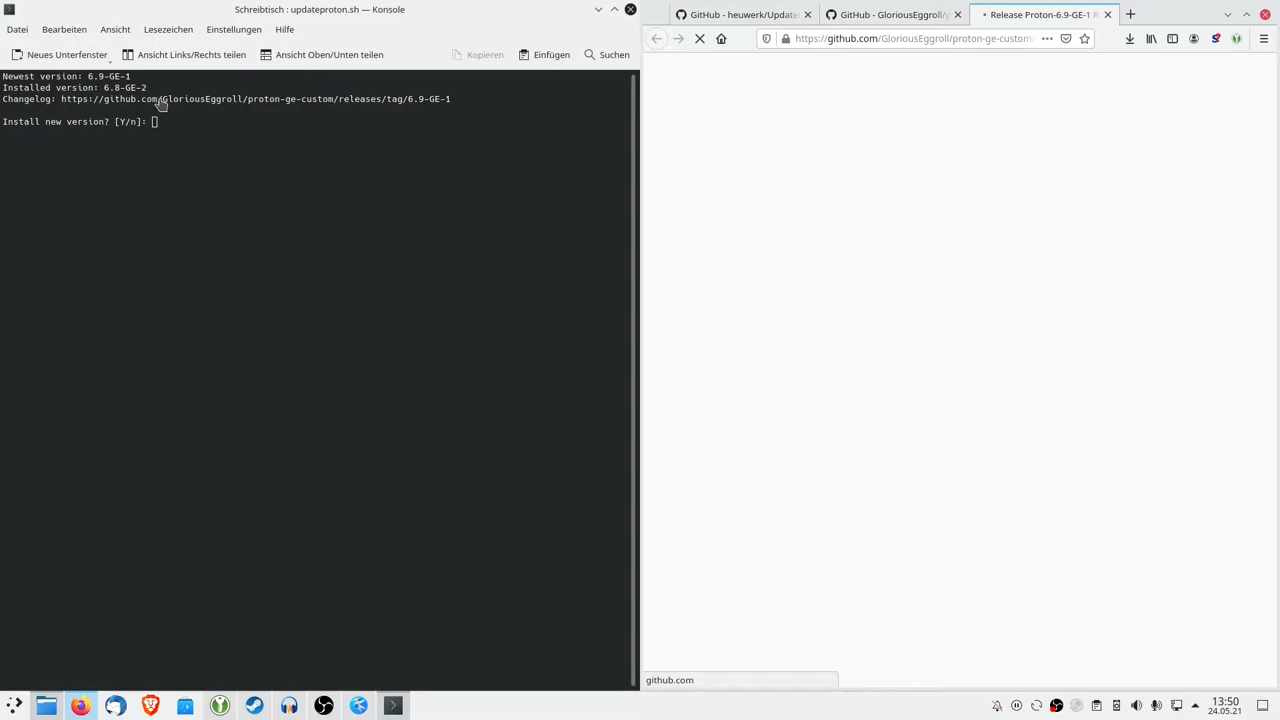 Schreibtisch : updateproton.sh — Konsole
Datei Bearbeiten Ansicht Lesezeichen Einstellungen Hilfe
Neues Unterfenster Ansicht Links/Rechts teilen Ansicht Oben/Unten teilen Kopieren Einfügen Suchen
Newest version: 6.9-GE-1
Installed version: 6.8-GE-2
Changelog: https://github.com/GloriousEggroll/proton-ge-custom/releases/tag/6.9-GE-1
Install new version? [Y/n]:
GitHub - heuwerk/Update GitHub - GloriousEggroll/p Release Proton-6.9-GE-1 R
https://github.com/GloriousEggroll/proton-ge-custom
github.com
13:50
24.05.21